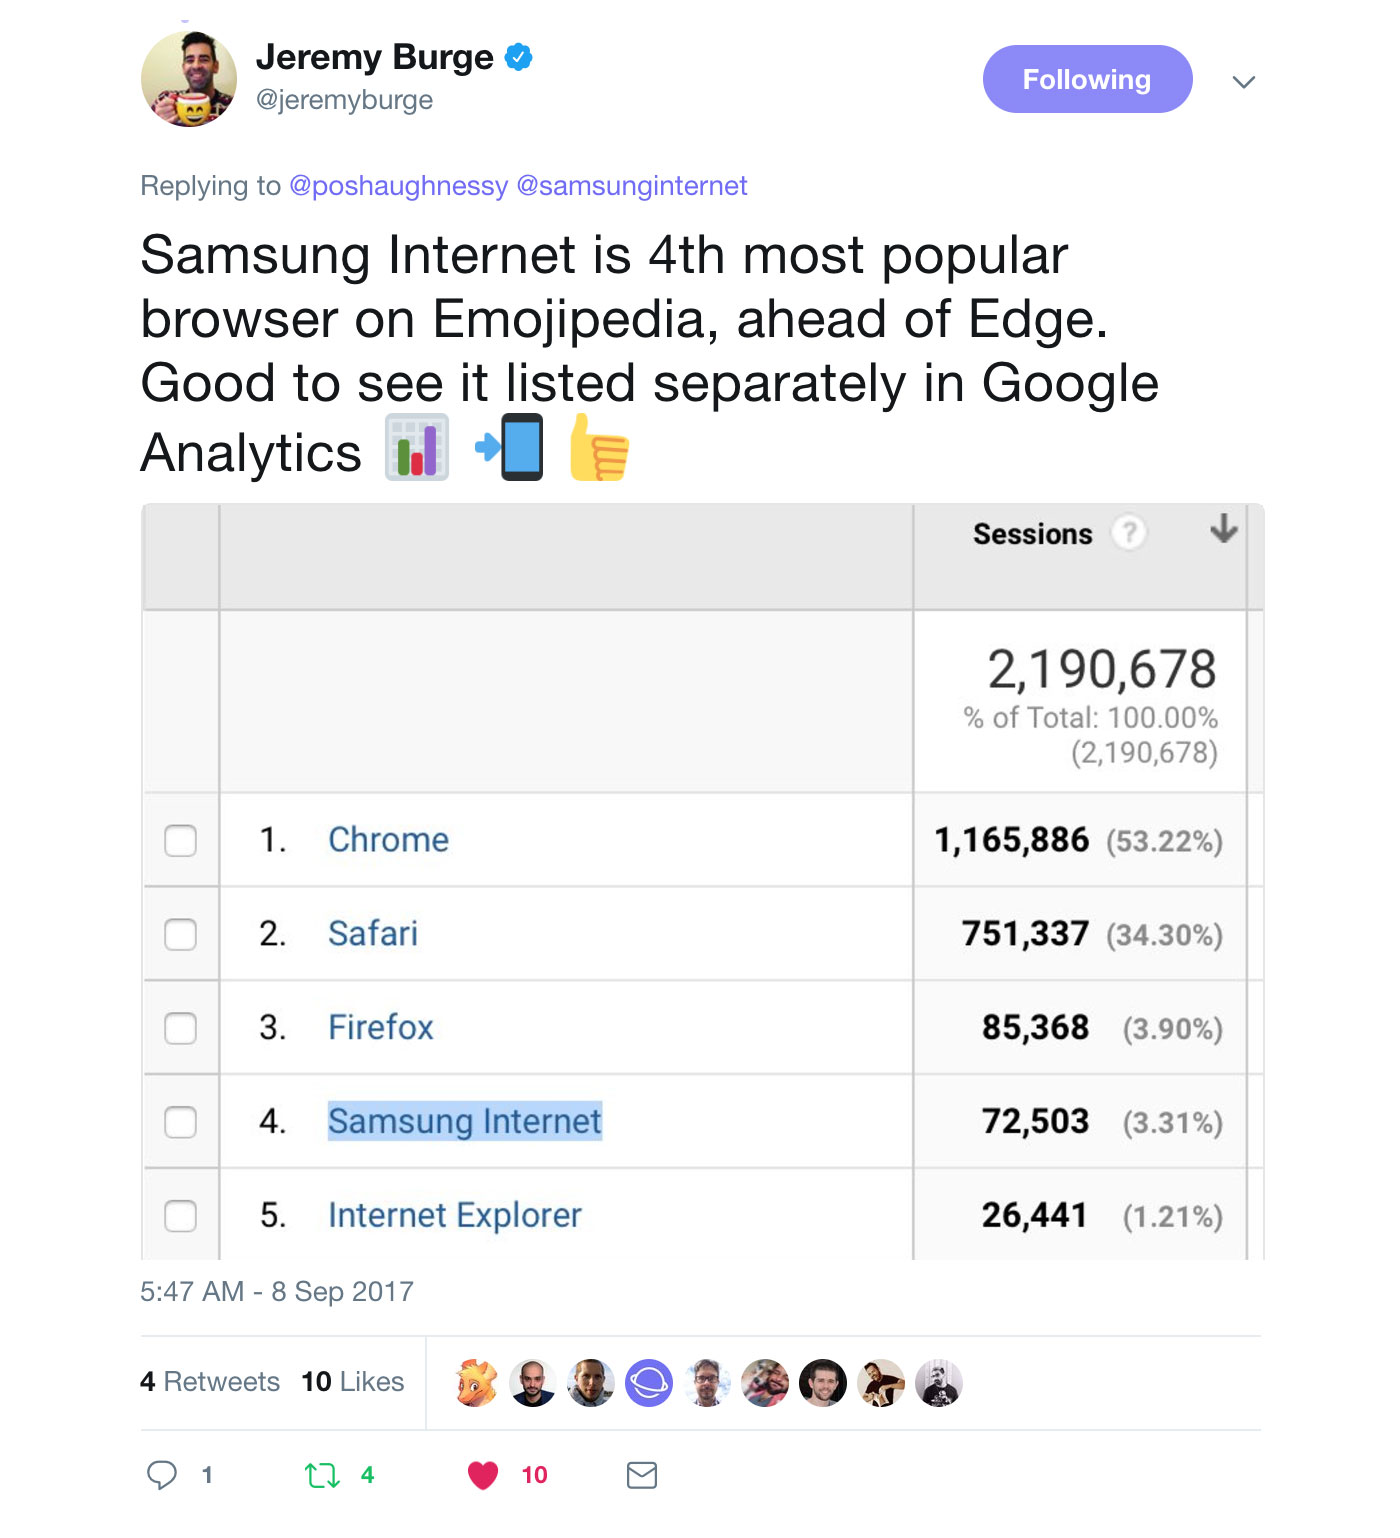 Jeremy Burge
@jeremyburge
Following
Replying to @poshaughnessy @samsunginternet
Samsung Internet is 4th most popular
browser on Emojipedia, ahead of Edge.
Good to see it listed separately in Google
Analytics 📊 📲 👍
Sessions ?
2,190,678
% of Total: 100.00%
(2,190,678)
1. Chrome 1,165,886 (53.22%)
2. Safari 751,337 (34.30%)
3. Firefox 85,368 (3.90%)
4. Samsung Internet 72,503 (3.31%)
5. Internet Explorer 26,441 (1.21%)
5:47 AM - 8 Sep 2017
4 Retweets 10 Likes
1 4 10